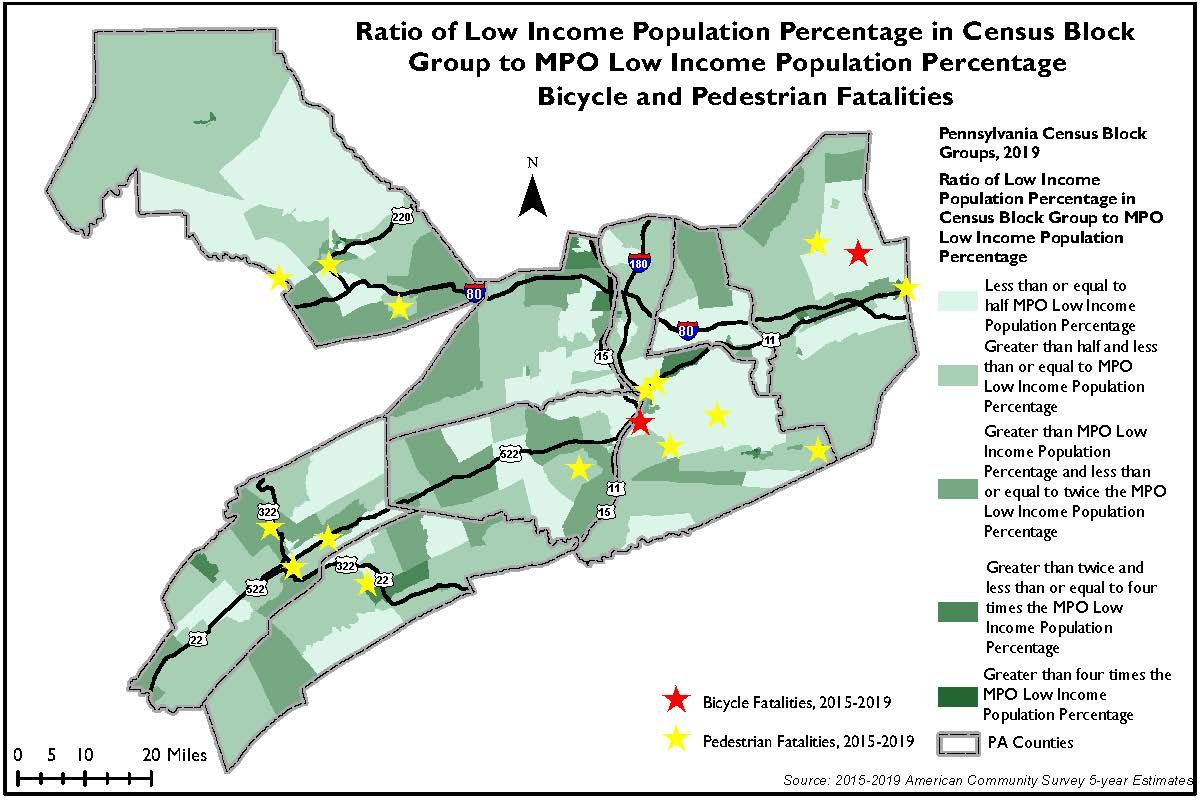 Ratio of Low Income Population Percentage in Census Block
Group to MPO Low Income Population Percentage
Bicycle and Pedestrian Fatalities
Pennsylvania Census Block
Groups, 2019
Ratio of Low Income
Population Percentage in
Census Block Group to MPO
Low Income Population
Percentage
Less than or equal to
half MPO Low Income
Population Percentage
Greater than half and less
than or equal to MPO
Low Income Population
Percentage
Greater than MPO Low
Income Population
Percentage and less than
or equal to twice the MPO
Low Income Population
Percentage
Greater than twice and
less than or equal to four
times the MPO Low
Income Population
Percentage
Greater than four times the
MPO Low Income
Population Percentage
PA Counties
N
220
80
180
80
11
15
522
11
15
322
322
22
522
22
Bicycle Fatalities, 2015-2019
Pedestrian Fatalities, 2015-2019
0 5 10 20 Miles
Source: 2015-2019 American Community Survey 5-year Estimates